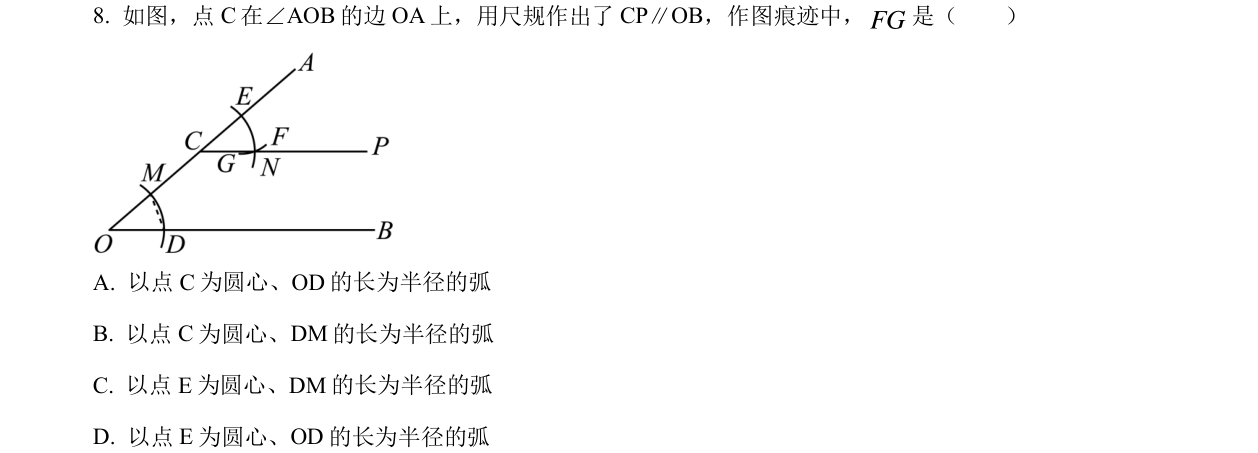 8. 如图，点 C 在∠AOB 的边 OA 上，用尺规作出了 CP∥OB，作图痕迹中， FG 是（　　）
A
E
C
F
P
G
N
M
O
D
B
A. 以点 C 为圆心、OD 的长为半径的弧
B. 以点 C 为圆心、DM 的长为半径的弧
C. 以点 E 为圆心、DM 的长为半径的弧
D. 以点 E 为圆心、OD 的长为半径的弧